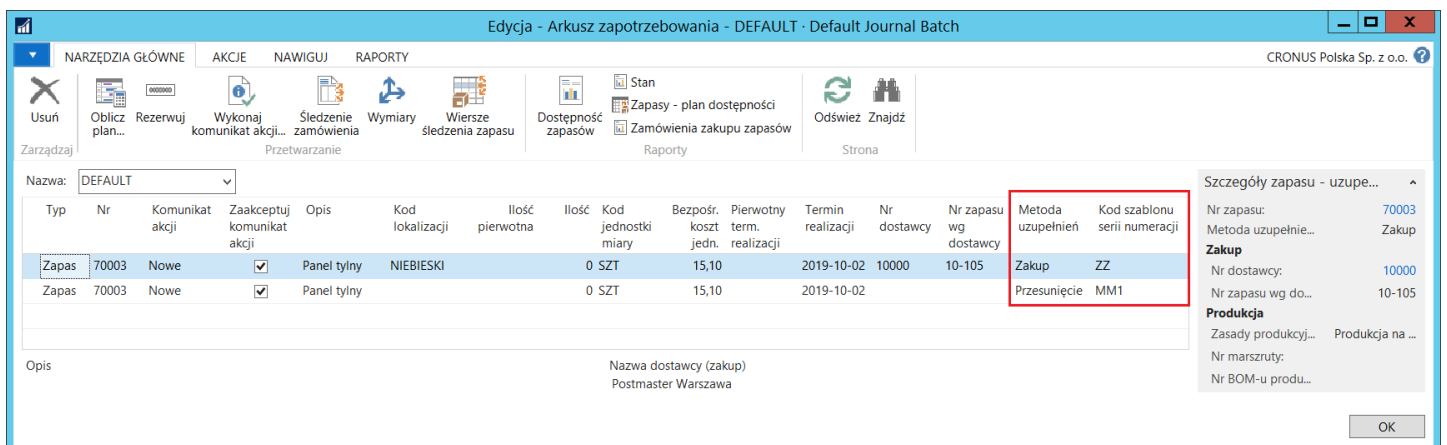 Edycja - Arkusz zapotrzebowania - DEFAULT · Default Journal Batch
NARZĘDZIA GŁÓWNE AKCJE NAWIGUJ RAPORTY CRONUS Polska Sp. z o.o.
Usuń
Oblicz plan...
Rezerwuj
Wykonaj komunikat akcji...
Śledzenie zamówienia
Wymiary
Wiersze śledzenia zapasu
Dostępność zapasów
Stan
Zapasy - plan dostępności
Zamówienia zakupu zapasów
Odśwież
Znajdź
Zarządzaj Przetwarzanie Raporty Strona
Nazwa: DEFAULT
Typ Nr Komunikat akcji Zaakceptuj komunikat akcji Opis Kod lokalizacji Ilość pierwotna Ilość Kod jednostki miary Bezpośr. koszt jedn. Pierwotny term. realizacji Termin realizacji Nr dostawcy Nr zapasu wg dostawcy Metoda uzupełnień Kod szablonu serii numeracji
Zapas 70003 Nowe Panel tylny NIEBIESKI 0 SZT 15,10 2019-10-02 10000 10-105 Zakup ZZ
Zapas 70003 Nowe Panel tylny 0 SZT 15,10 2019-10-02 Przesunięcie MM1
Opis Nazwa dostawcy (zakup)
Postmaster Warszawa
Szczegóły zapasu - uzupe...
Nr zapasu: 70003
Metoda uzupełnie... Zakup
Zakup
Nr dostawcy: 10000
Nr zapasu wg do... 10-105
Produkcja
Zasady produkcyj... Produkcja na ...
Nr marszruty:
Nr BOM-u produ...
OK